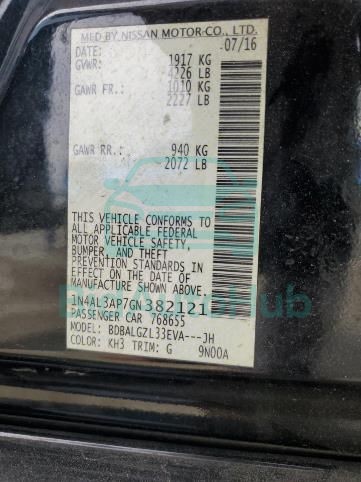 MFD BY NISSAN MOTOR CO., LTD.
DATE: 07/16
GVWR: 1917 KG
4226 LB
GAWR FR.: 1010 KG
2227 LB
GAWR RR.: 940 KG
2072 LB
THIS VEHICLE CONFORMS TO
ALL APPLICABLE FEDERAL
MOTOR VEHICLE SAFETY,
BUMPER, AND THEFT
PREVENTION STANDARDS
IN EFFECT ON THE DATE OF
MANUFACTURE SHOWN ABOVE.
1N4AL3AP7GN382121
PASSENGER CAR 768655
MODEL: BDBALGZL33EVA---JH
COLOR: KH3 TRIM: G 9N00A